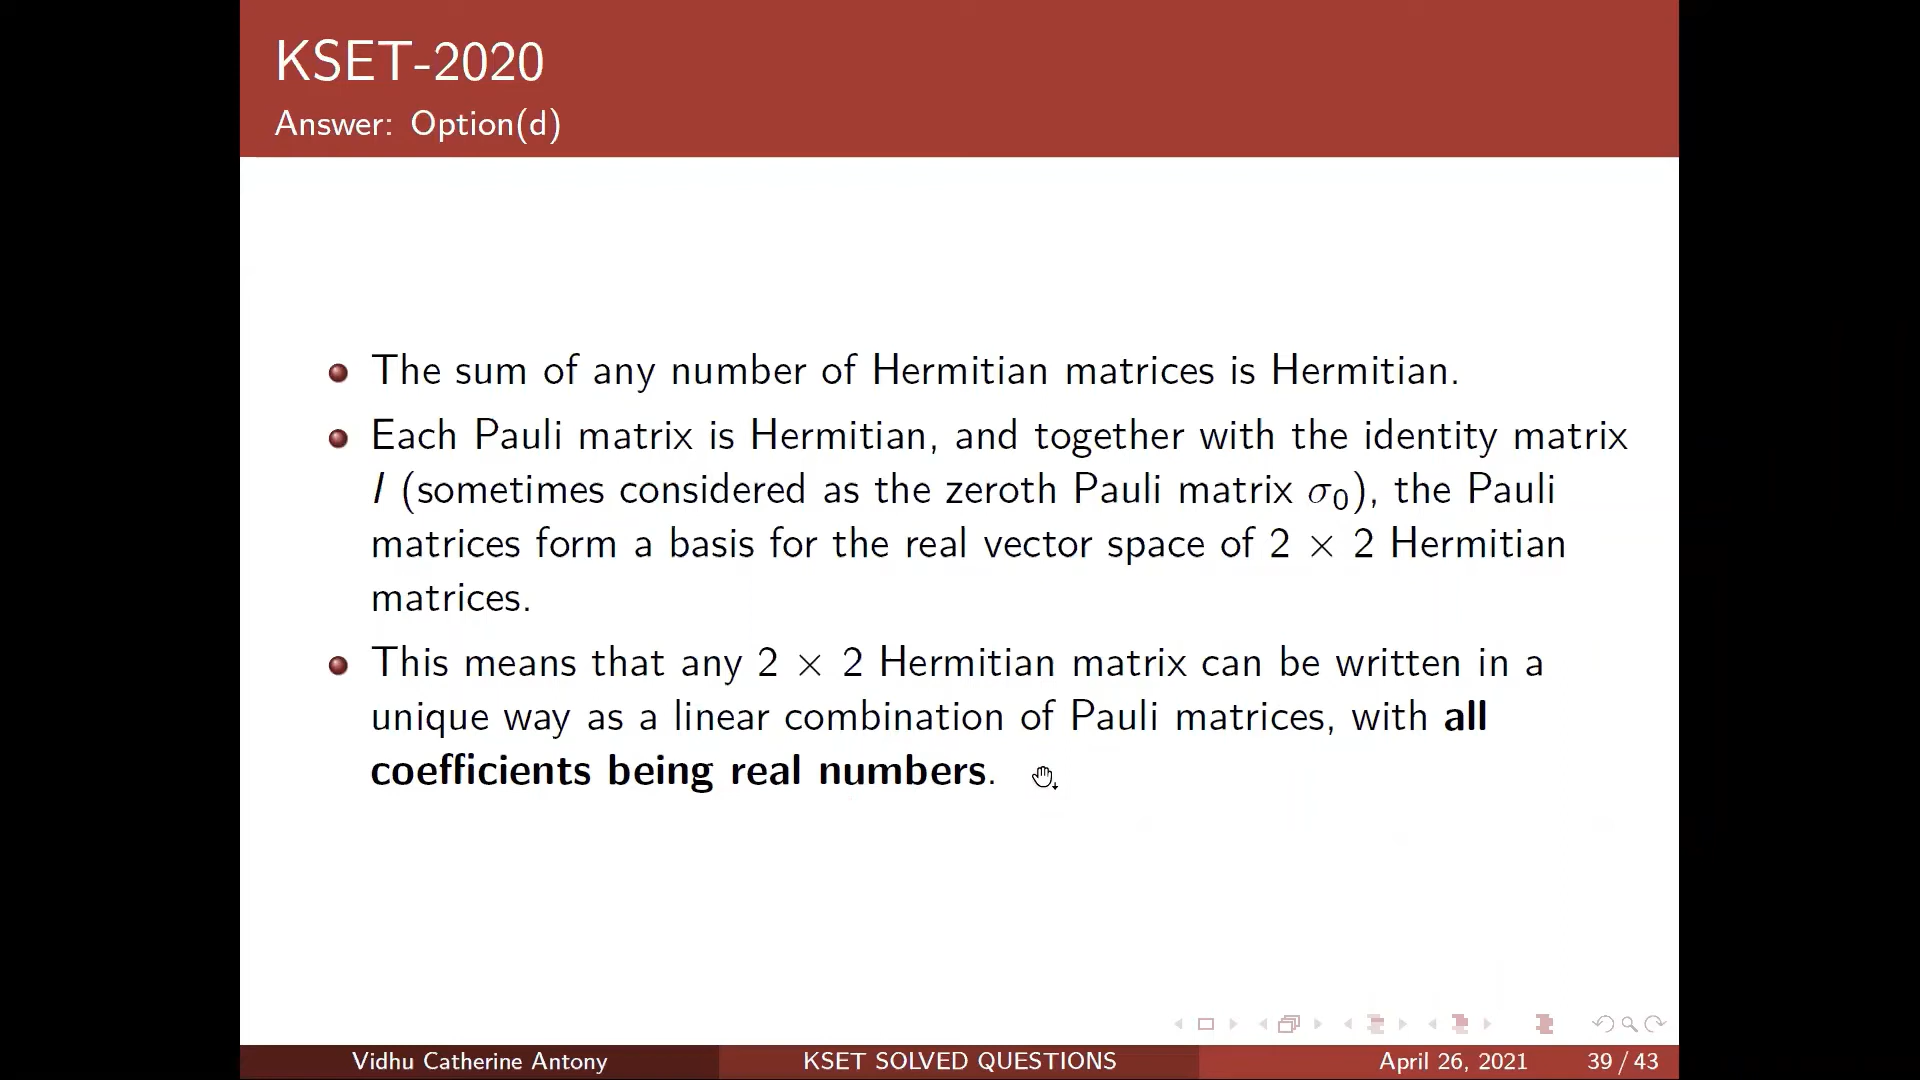 KSET-2020
Answer: Option(d)
The sum of any number of Hermitian matrices is Hermitian.
Each Pauli matrix is Hermitian, and together with the identity matrix
I (sometimes considered as the zeroth Pauli matrix σ₀), the Pauli
matrices form a basis for the real vector space of 2 × 2 Hermitian
matrices.
This means that any 2 × 2 Hermitian matrix can be written in a
unique way as a linear combination of Pauli matrices, with all
coefficients being real numbers.
Vidhu Catherine Antony
KSET SOLVED QUESTIONS
April 26, 2021
39 / 43